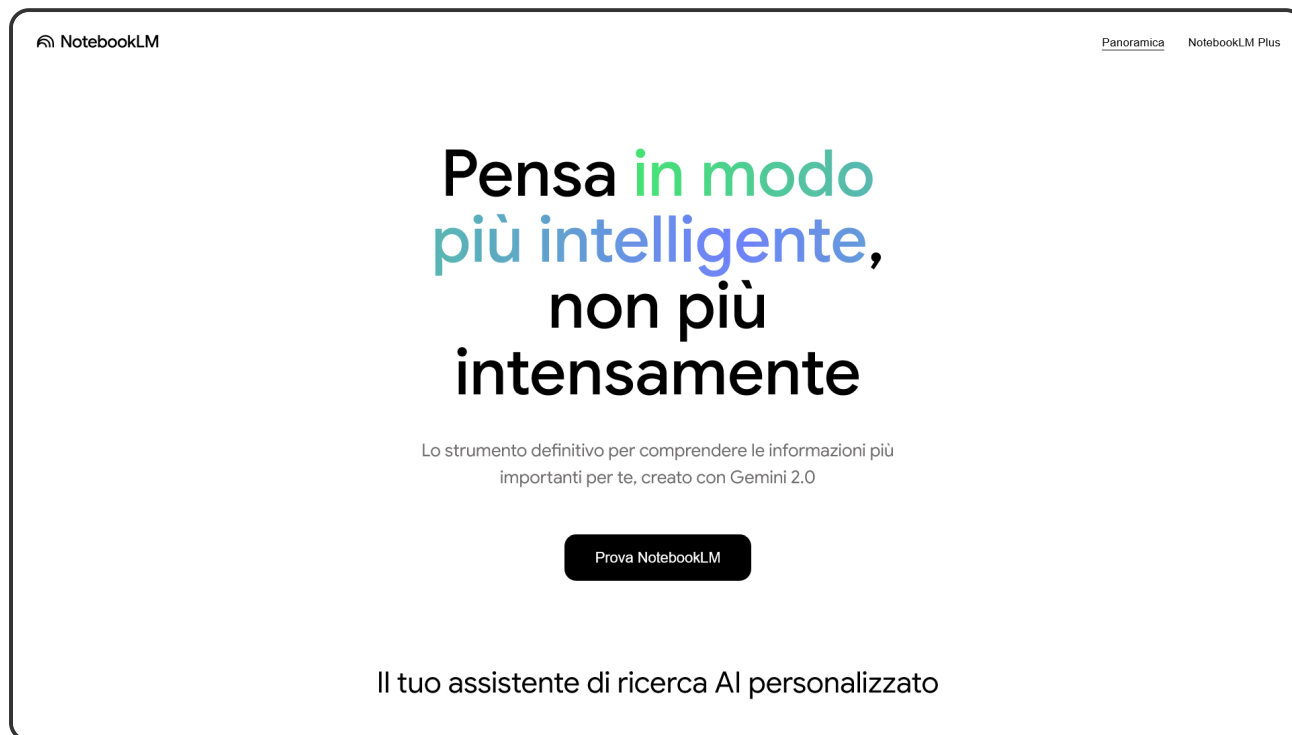 NotebookLM
Panoramica
NotebookLM Plus
Pensa in modo
più intelligente,
non più
intensamente
Lo strumento definitivo per comprendere le informazioni più
importanti per te, creato con Gemini 2.0
Prova NotebookLM
Il tuo assistente di ricerca AI personalizzato